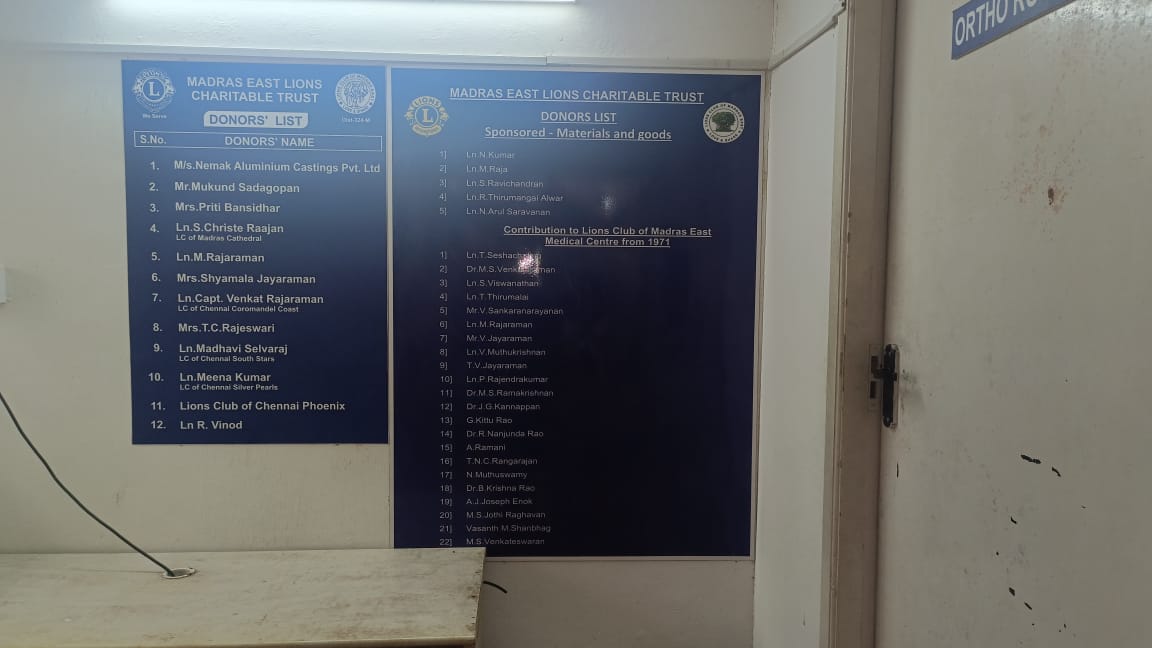 ORTHO
MADRAS EAST LIONS
CHARITABLE TRUST
L
We Serve
Dist-324-M
DONORS' LIST
S.No. DONORS' NAME
1. M/s.Nemak Aluminium Castings Pvt. Ltd
2. Mr.Mukund Sadagopan
3. Mrs.Priti Bansidhar
4. Ln.S.Christe Raajan
LC of Madras Cathedral
5. Ln.M.Rajaraman
6. Mrs.Shyamala Jayaraman
7. Ln.Capt. Venkat Rajaraman
LC of Chennai Coromandel Coast
8. Mrs.T.C.Rajeswari
9. Ln.Madhavi Selvaraj
LC of Chennai South Stars
10. Ln.Meena Kumar
LC of Chennai Silver Pearls
11. Lions Club of Chennai Phoenix
12. Ln R. Vinod
MADRAS EAST LIONS CHARITABLE TRUST
LIONS
L
DONORS LIST
Sponsored - Materials and goods
1] Ln.N.Kumar
2] Ln.M.Raja
3] Ln.S.Ravichandran
4] Ln.R.Thirumangai Alwar
5] Ln.N.Arul Saravanan
Contribution to Lions Club of Madras East
Medical Centre from 1971
1]
2]
3] Ln.S.Viswanathan
4] Ln.T.Thirumalai
5] Mr.V.Sankaranarayanan
6] Ln.M.Rajaraman
7] Mr.V.Jayaraman
8] Ln.V.Muthukrishnan
9] T.V.Jayaraman
10] Ln.P.Rajendrakumar
11] Dr.M.S.Ramakrishnan
12] Dr.J.G.Kannappan
13] G.Kittu Rao
14] Dr.R.Nanjunda Rao
15] A.Ramani
16] T.N.C.Rangarajan
17] N.Muthuswamy
18] Dr.B.Krishna Rao
19] A.J.Joseph Enok
20] M.S.Jothi Raghavan
21] Vasanth M.Shanbhag
22] M.S.Venkateswaran